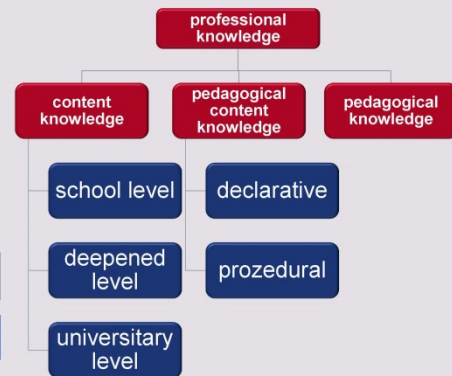 professional
knowledge
content
knowledge
pedagogical
content
knowledge
pedagogical
knowledge
school level
declarative
deepened
level
prozedural
universitary
level